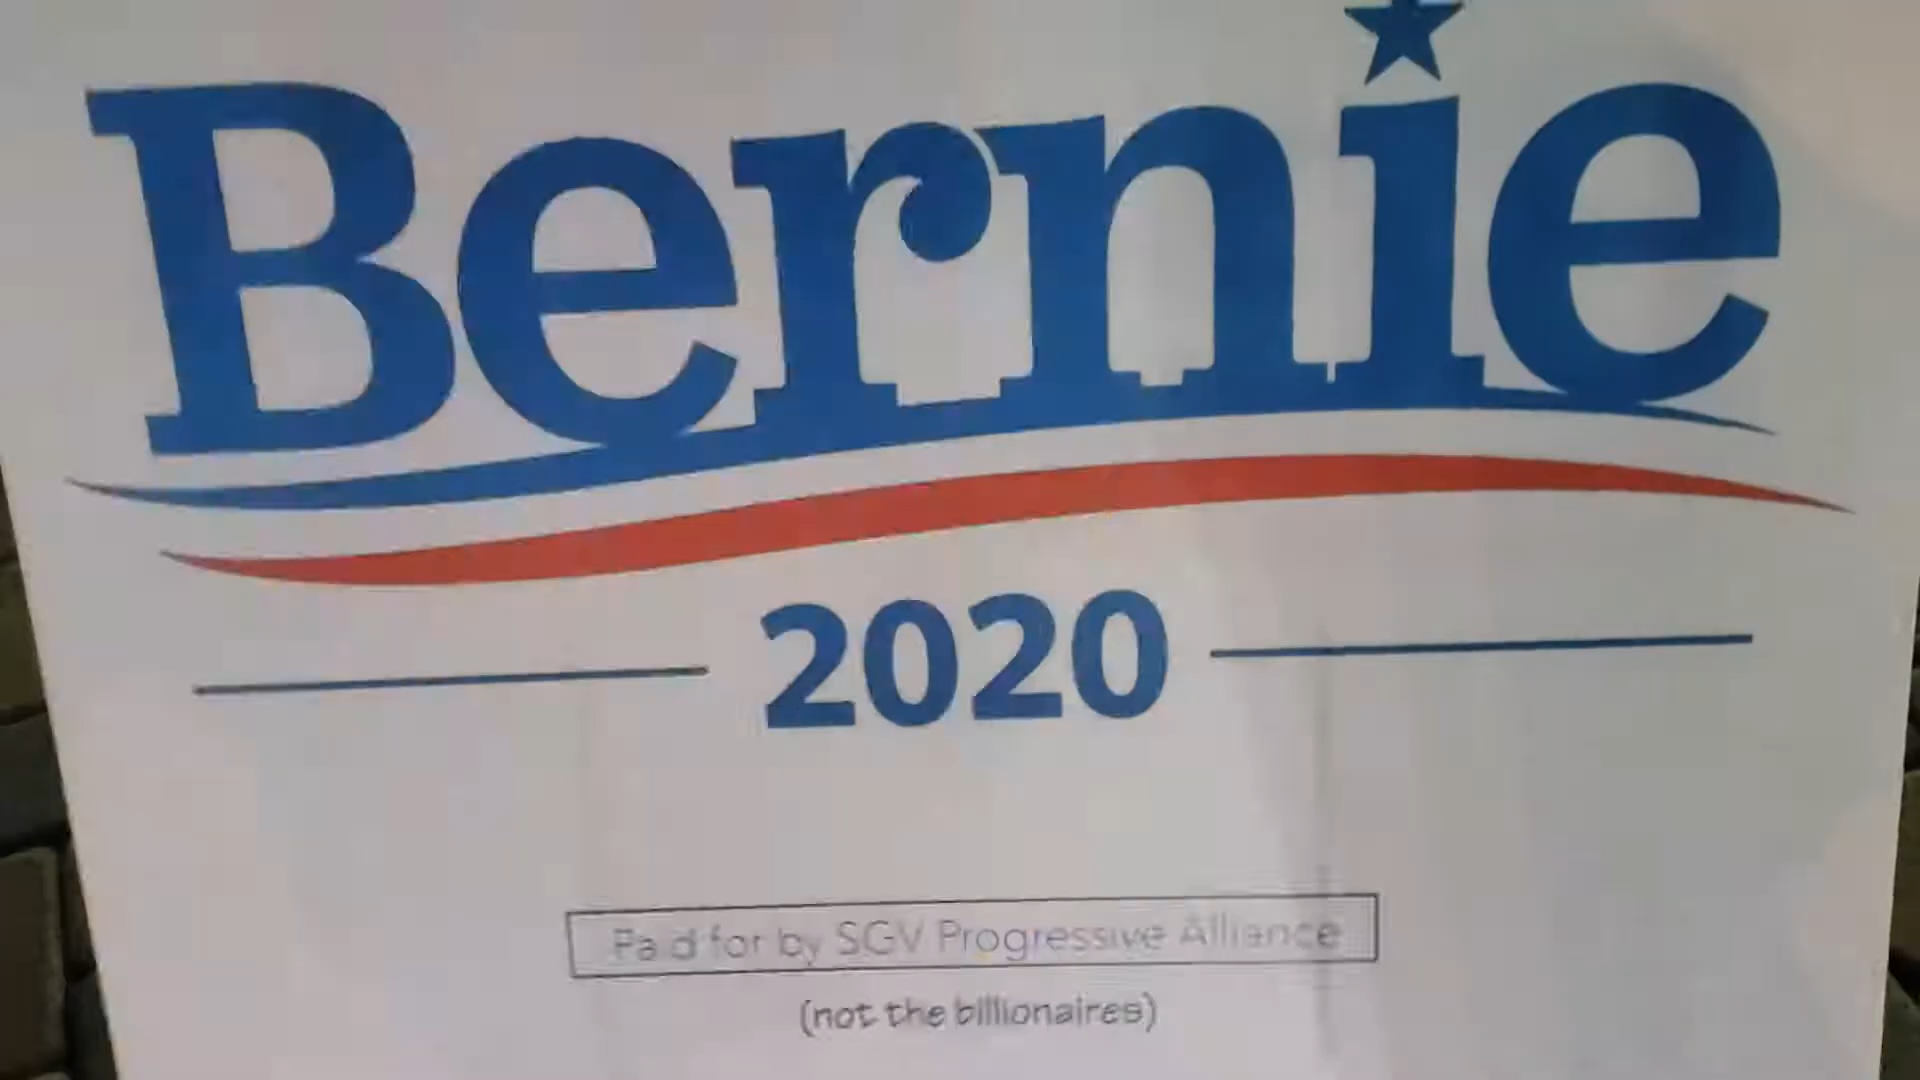 Bernie
2020
Paid for by SGV Progressive Alliance
(not the billionaires)